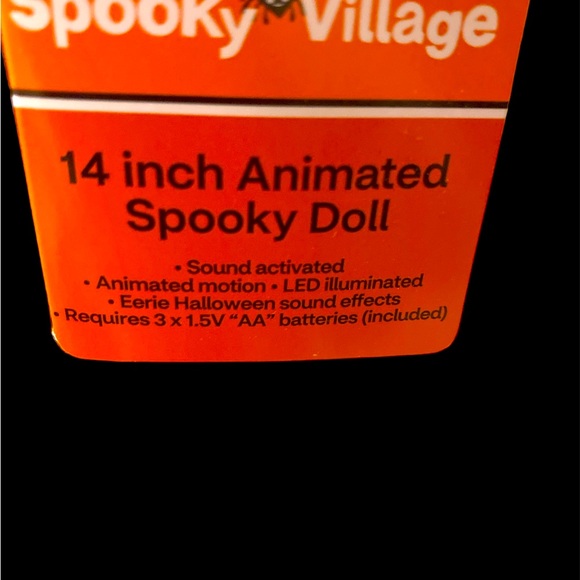 Spooky Village
14 inch Animated
Spooky Doll
• Sound activated
• Animated motion • LED illuminated
• Eerie Halloween sound effects
• Requires 3 x 1.5V “AA” batteries (included)